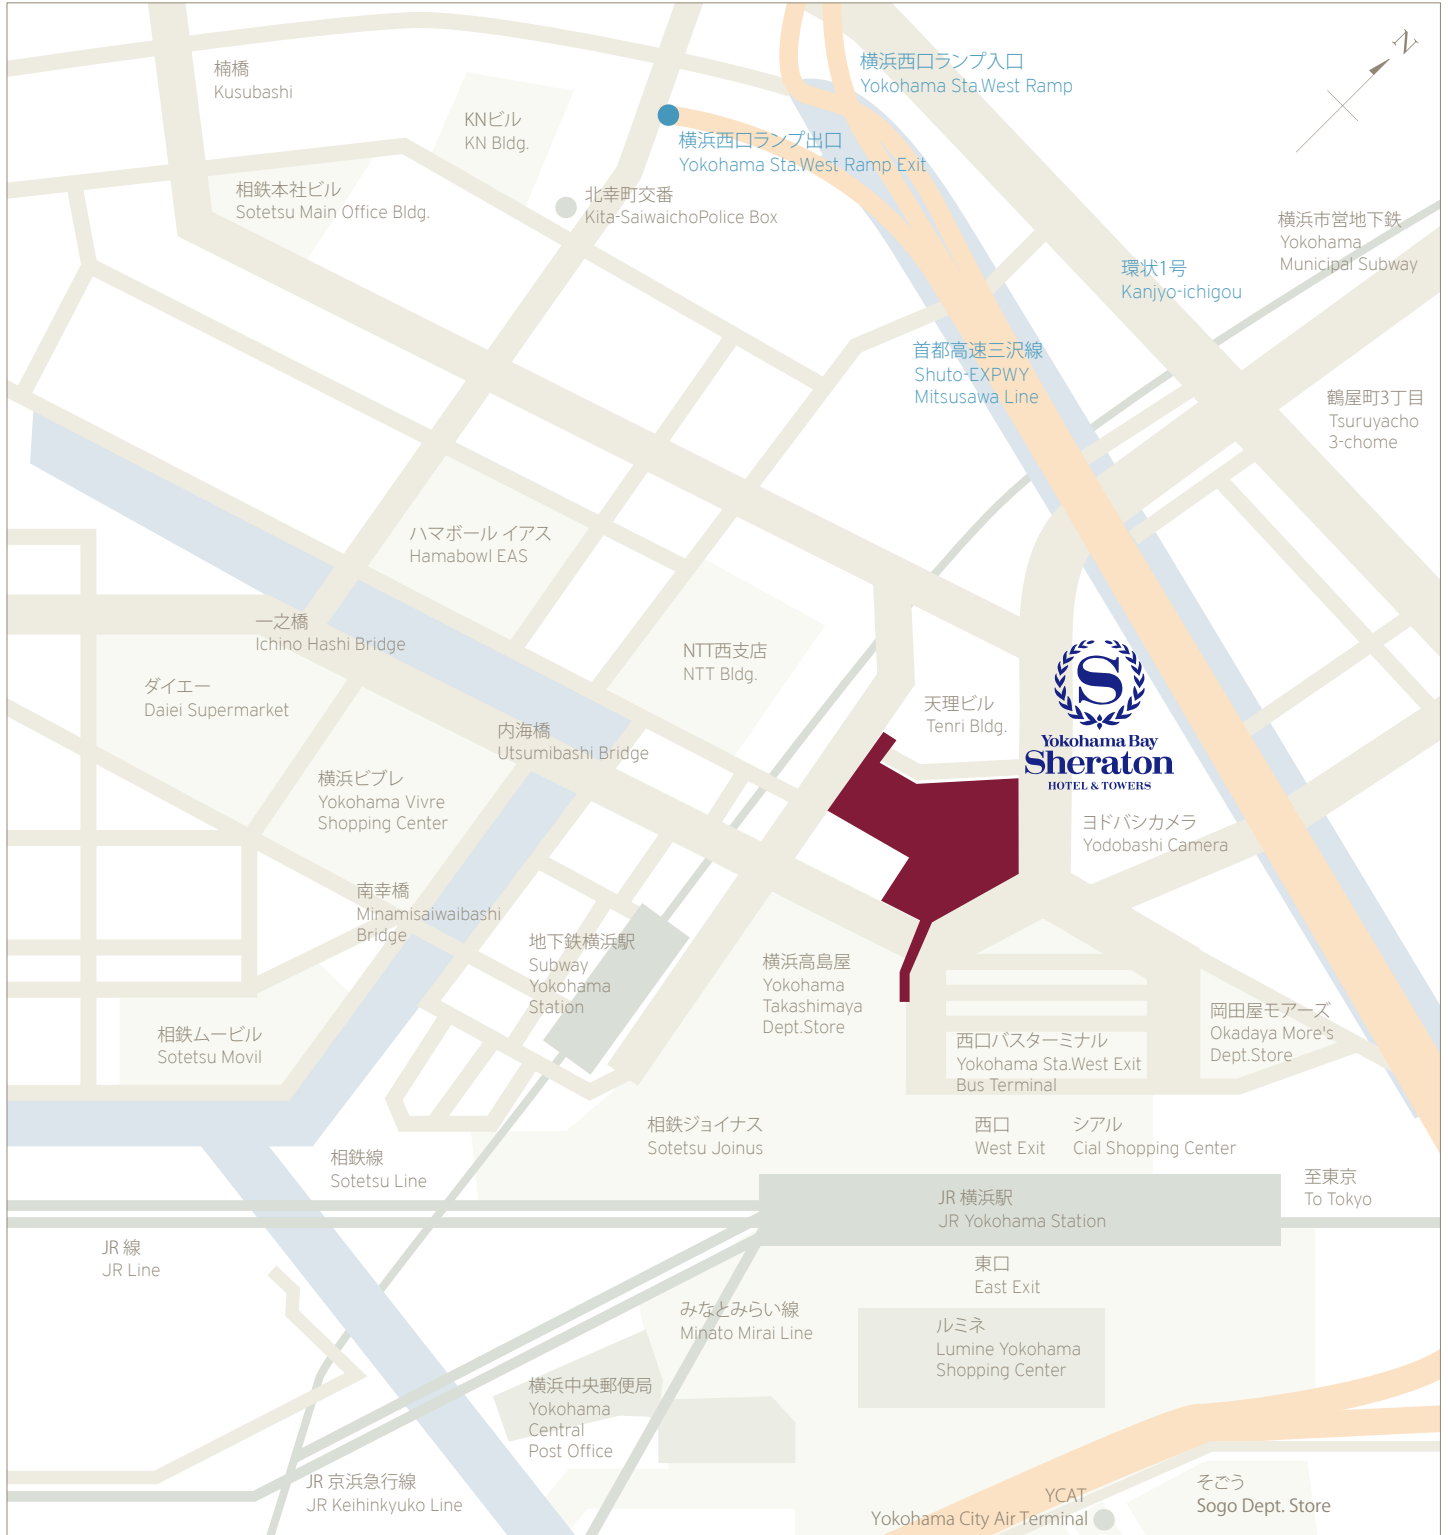 N
横浜西口ランプ入口
Yokohama Sta.West Ramp
楠橋
Kusubashi
KNビル
KN Bldg.
横浜西口ランプ出口
Yokohama Sta.West Ramp Exit
相鉄本社ビル
Sotetsu Main Office Bldg.
北幸町交番
Kita-SaiwaichoPolice Box
横浜市営地下鉄
Yokohama
Municipal Subway
環状1号
Kanjyo-ichigou
首都高速三沢線
Shuto-EXPWY
Mitsusawa Line
鶴屋町3丁目
Tsuruyacho
3-chome
ハマボール イアス
Hamabowl EAS
一之橋
Ichino Hashi Bridge
NTT西支店
NTT Bldg.
ダイエー
Daiei Supermarket
天理ビル
Tenri Bldg.
S
Yokohama Bay
Sheraton
HOTEL & TOWERS
内海橋
Utsumibashi Bridge
横浜ビブレ
Yokohama Vivre
Shopping Center
ヨドバシカメラ
Yodobashi Camera
南幸橋
Minamisaiwaibashi
Bridge
地下鉄横浜駅
Subway
Yokohama
Station
横浜高島屋
Yokohama
Takashimaya
Dept.Store
岡田屋モアーズ
Okadaya More's
Dept.Store
相鉄ムービル
Sotetsu Movil
西口バスターミナル
Yokohama Sta.West Exit
Bus Terminal
相鉄ジョイナス
Sotetsu Joinus
西口
West Exit
シアル
Cial Shopping Center
相鉄線
Sotetsu Line
至東京
To Tokyo
JR 横浜駅
JR Yokohama Station
JR 線
JR Line
東口
East Exit
みなとみらい線
Minato Mirai Line
ルミネ
Lumine Yokohama
Shopping Center
横浜中央郵便局
Yokohama
Central
Post Office
JR 京浜急行線
JR Keihinkyuko Line
YCAT
Yokohama City Air Terminal
そごう
Sogo Dept. Store